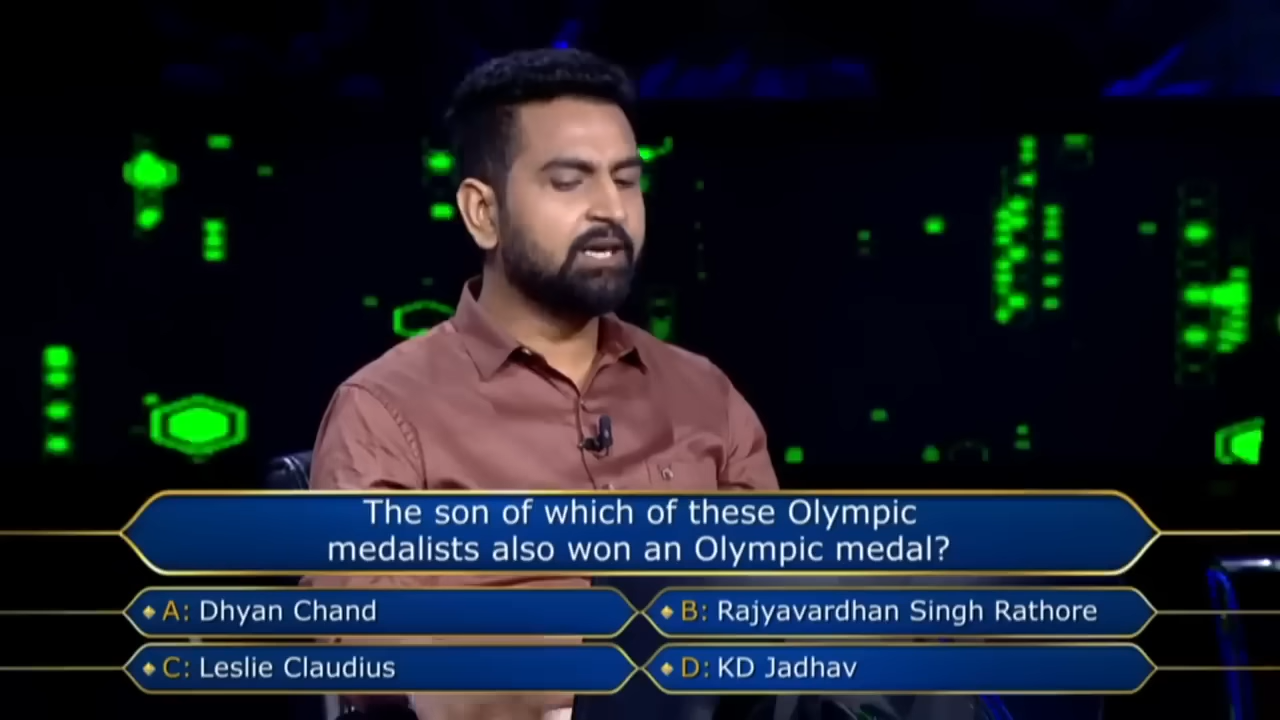 The son of which of these Olympic
medalists also won an Olympic medal?
A: Dhyan Chand
B: Rajyavardhan Singh Rathore
C: Leslie Claudius
D: KD Jadhav